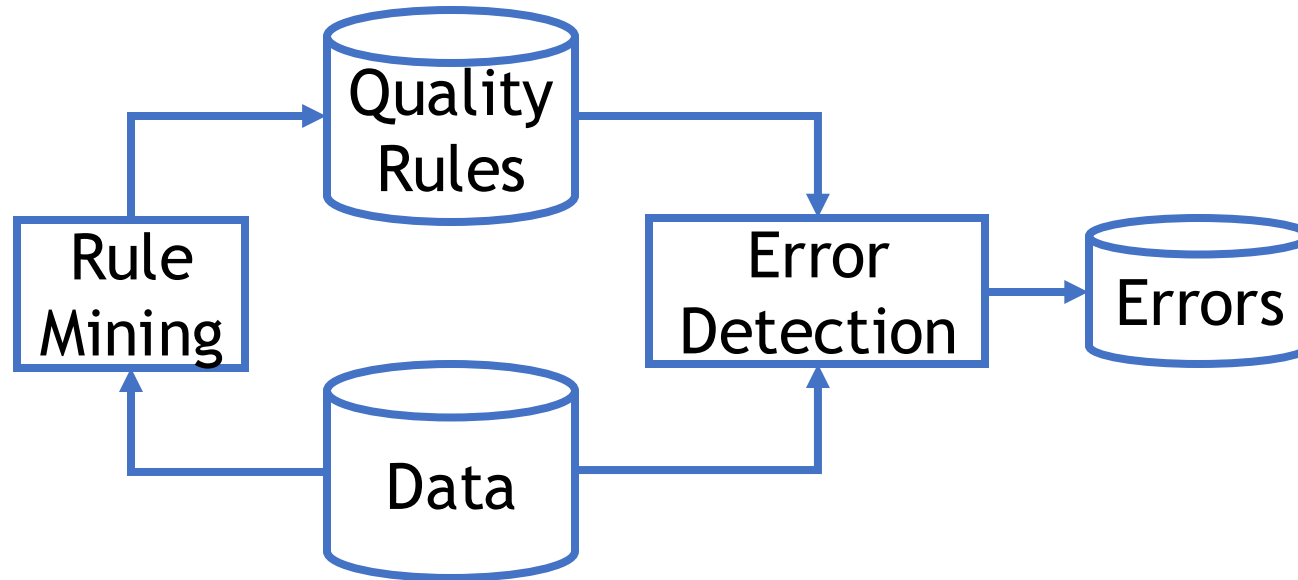 Quality
Rules
Rule
Mining
Error
Detection
Errors
Data